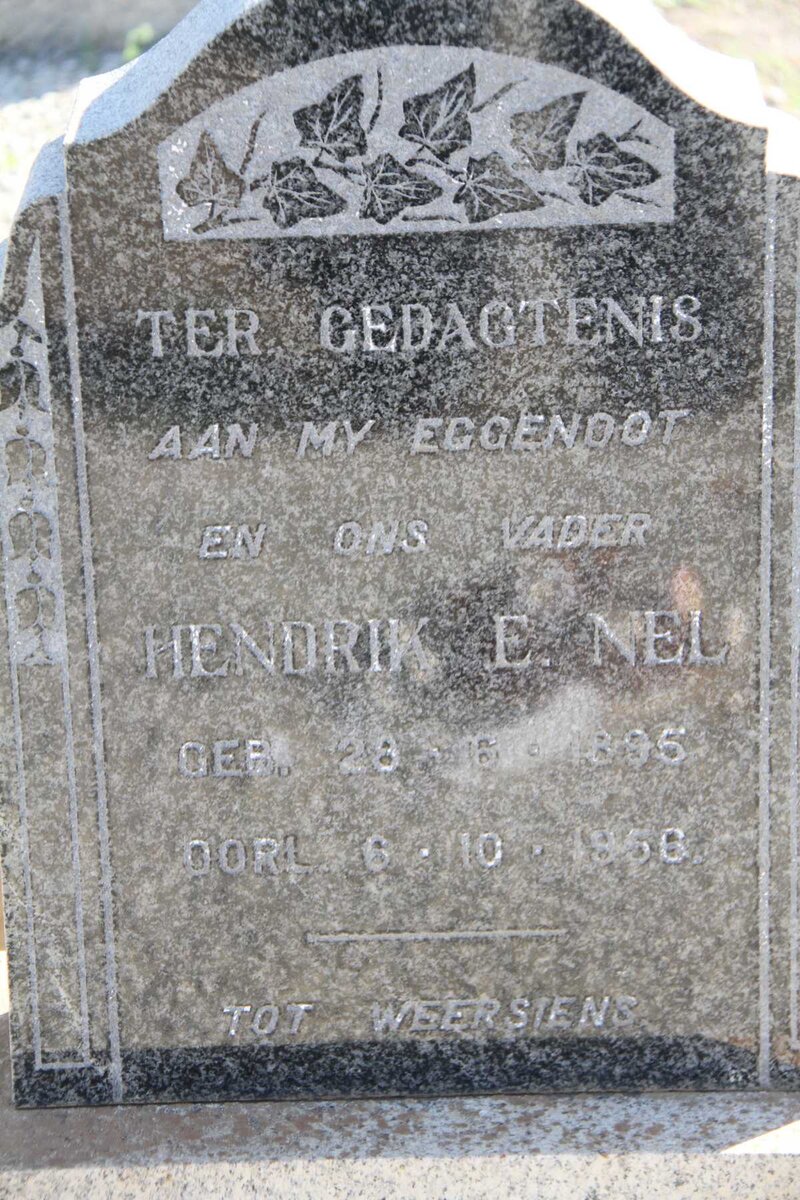 TER GEDAGTENIS
AAN MY EGGENOOT
EN ONS VADER
HENDRIK E. NEL
GEB. 28 · 6 · 1895
OORL. 6 · 10 · 1956.
TOT WEERSIENS